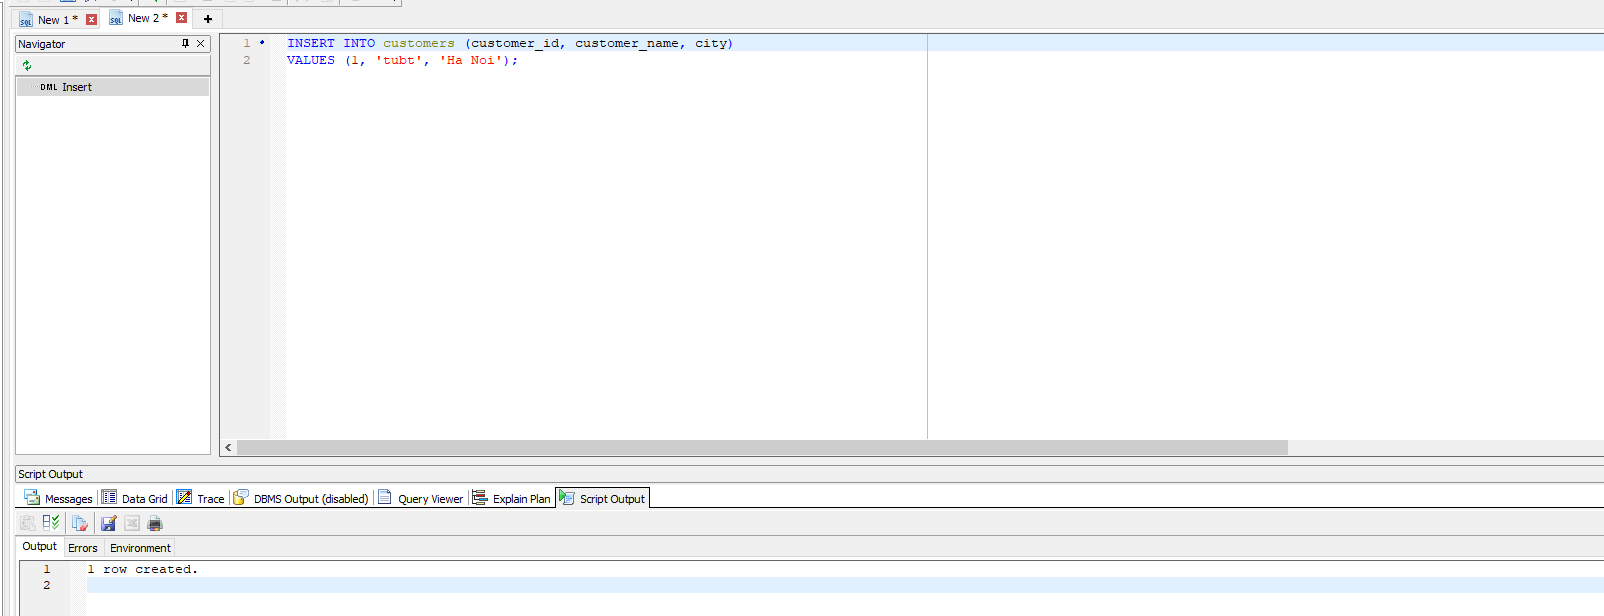 New 1 * New 2 * +
Navigator
1 INSERT INTO customers (customer_id, customer_name, city)
2 VALUES (1, 'tubt', 'Ha Noi');
DML Insert
Script Output
Messages Data Grid Trace DBMS Output (disabled) Query Viewer Explain Plan Script Output
Output Errors Environment
1 1 row created.
2